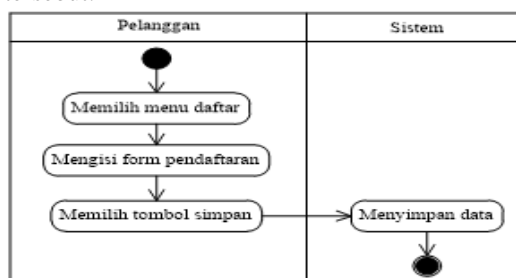 Pelanggan
Sistem
Memilih menu daftar
Mengisi form pendaftaran
Memilih tombol simpan
Menyimpan data